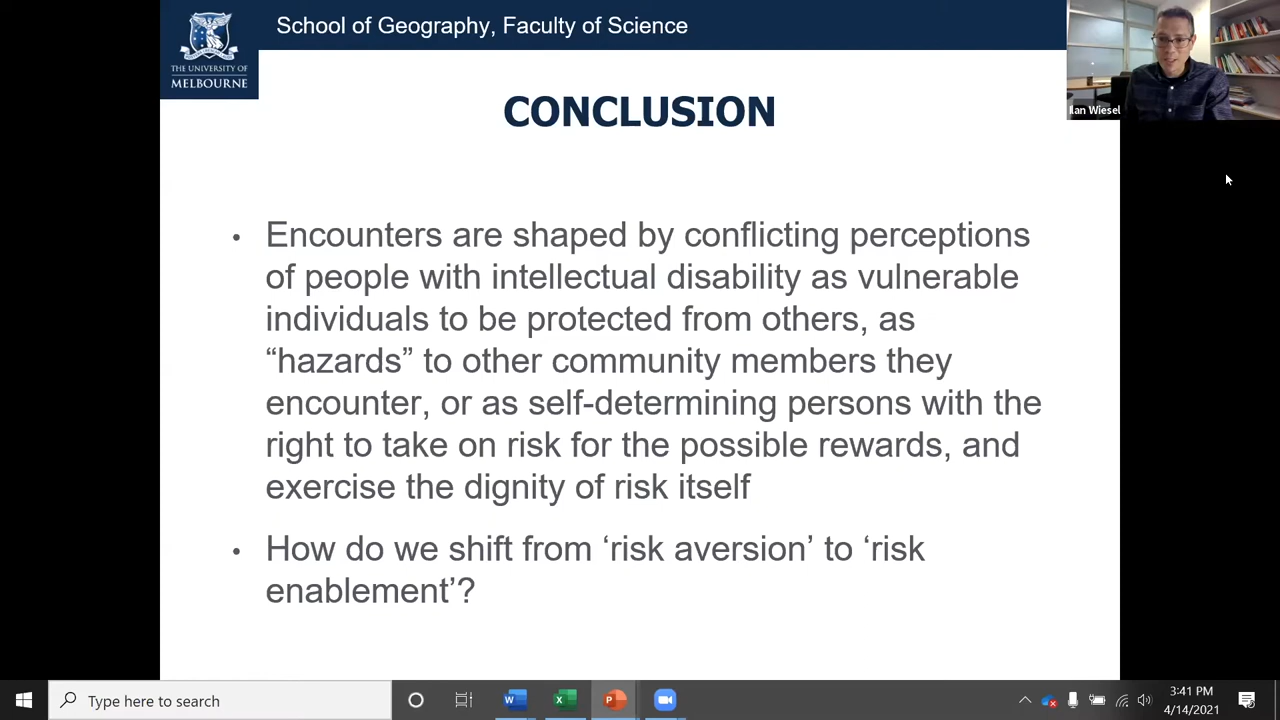 School of Geography, Faculty of Science
THE UNIVERSITY OF
MELBOURNE
CONCLUSION
Ilan Wiesel
• Encounters are shaped by conflicting perceptions
of people with intellectual disability as vulnerable
individuals to be protected from others, as
“hazards” to other community members they
encounter, or as self-determining persons with the
right to take on risk for the possible rewards, and
exercise the dignity of risk itself
• How do we shift from ‘risk aversion’ to ‘risk
enablement’?
Type here to search
3:41 PM
4/14/2021